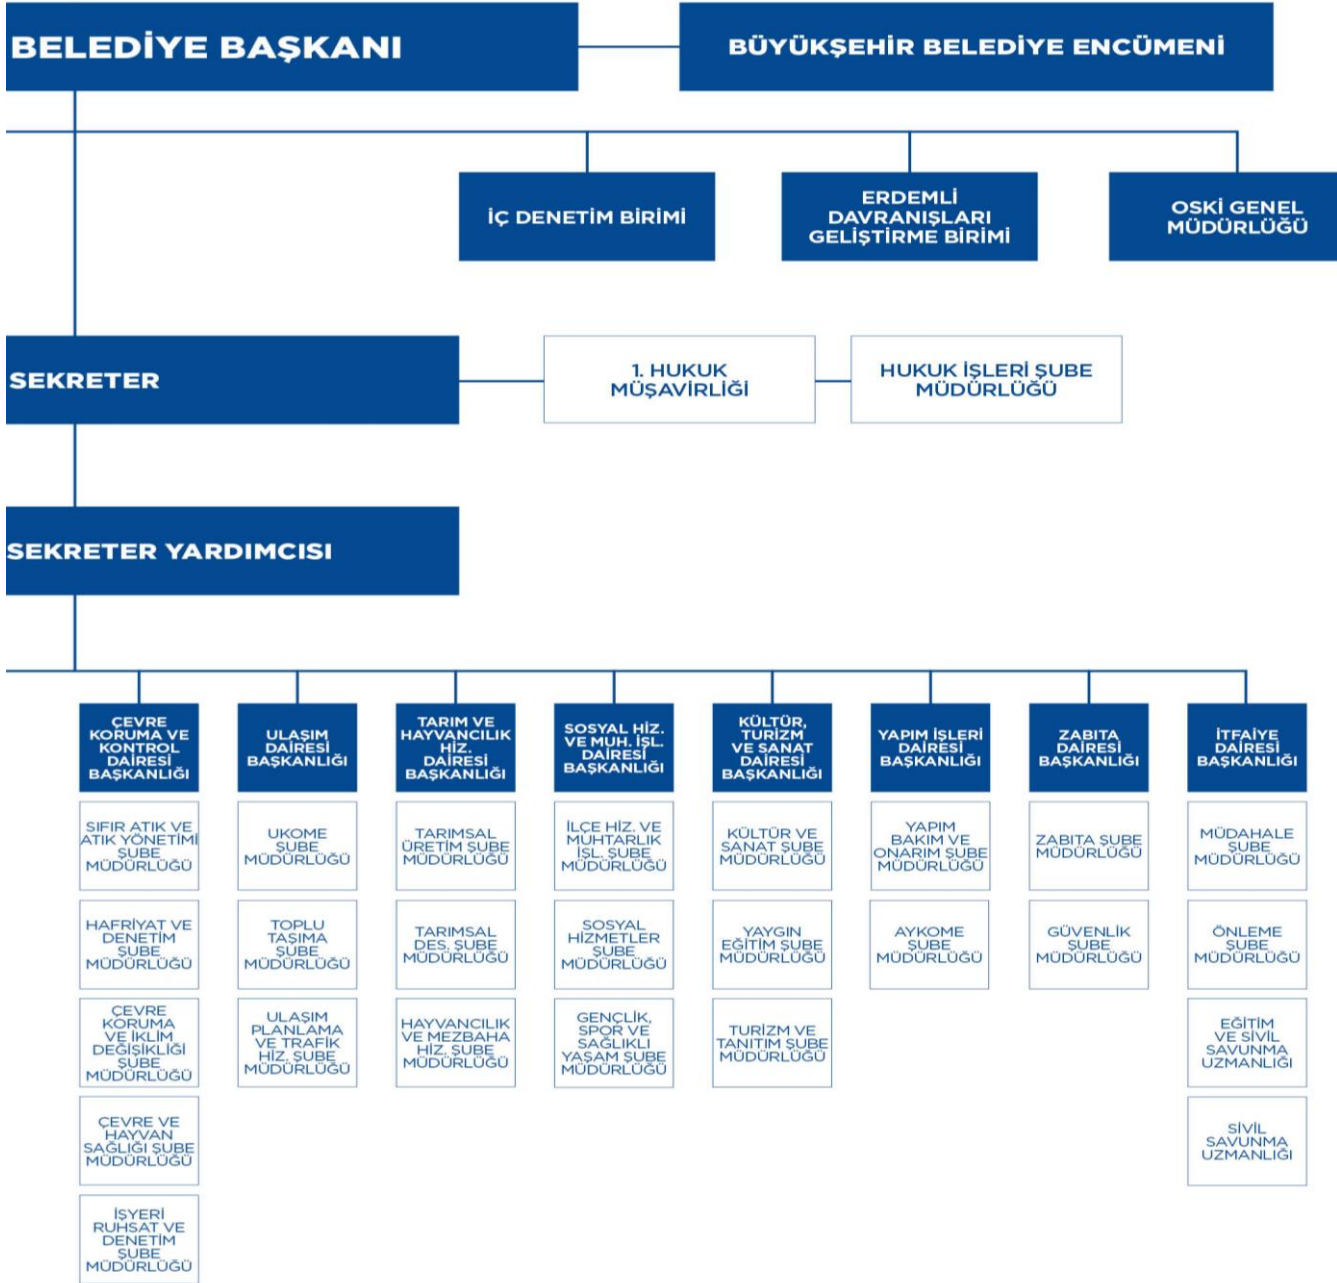 BELEDİYE BAŞKANI
BÜYÜKŞEHİR BELEDİYE ENCÜMENİ
İÇ DENETİM BİRİMİ
ERDEMLİ
DAVRANIŞLARI
GELİŞTİRME BİRİMİ
OSKİ GENEL
MÜDÜRLÜĞÜ
SEKRETER
1. HUKUK
MÜŞAVİRLİĞİ
HUKUK İŞLERİ ŞUBE
MÜDÜRLÜĞÜ
SEKRETER YARDIMCISI
ÇEVRE
KORUMA VE
KONTROL
DAİRESİ
BAŞKANLIĞI
ULAŞIM
DAİRESİ
BAŞKANLIĞI
TARIM VE
HAYVANCILIK
HİZ.
DAİRESİ
BAŞKANLIĞI
SOSYAL HİZ.
VE MUH. İŞL.
DAİRESİ
BAŞKANLIĞI
KÜLTÜR,
TURİZM
VE SANAT
DAİRESİ
BAŞKANLIĞI
YAPIM İŞLERİ
DAİRESİ
BAŞKANLIĞI
ZABITA
DAİRESİ
BAŞKANLIĞI
İTFAİYE
DAİRESİ
BAŞKANLIĞI
SIFIR ATIK VE
ATIK YÖNETİMİ
ŞUBE
MÜDÜRLÜĞÜ
UKOME
ŞUBE
MÜDÜRLÜĞÜ
TARIMSAL
ÜRETİM ŞUBE
MÜDÜRLÜĞÜ
İLÇE HİZ. VE
MUHTARLIK
İŞL. ŞUBE
MÜDÜRLÜĞÜ
KÜLTÜR VE
SANAT ŞUBE
MÜDÜRLÜĞÜ
YAPIM
BAKIM VE
ONARIM ŞUBE
MÜDÜRLÜĞÜ
ZABITA ŞUBE
MÜDÜRLÜĞÜ
MÜDAHALE
ŞUBE
MÜDÜRLÜĞÜ
HAFRİYAT VE
DENETİM
ŞUBE
MÜDÜRLÜĞÜ
TOPLU
TAŞIMA
ŞUBE
MÜDÜRLÜĞÜ
TARIMSAL
DES. ŞUBE
MÜDÜRLÜĞÜ
SOSYAL
HİZMETLER
ŞUBE
MÜDÜRLÜĞÜ
YAYGIN
EĞİTİM ŞUBE
MÜDÜRLÜĞÜ
AYKOME
ŞUBE
MÜDÜRLÜĞÜ
GÜVENLİK
ŞUBE
MÜDÜRLÜĞÜ
ÖNLEME
ŞUBE
MÜDÜRLÜĞÜ
ÇEVRE
KORUMA
VE İKLİM
DEĞİŞİKLİĞİ
ŞUBE
MÜDÜRLÜĞÜ
ULAŞIM
PLANLAMA
VE TRAFİK
HİZ. ŞUBE
MÜDÜRLÜĞÜ
HAYVANCILIK
VE MEZBAHA
HİZ. ŞUBE
MÜDÜRLÜĞÜ
GENÇLİK,
SPOR VE
SAĞLIKLI
YAŞAM ŞUBE
MÜDÜRLÜĞÜ
TURİZM VE
TANITIM ŞUBE
MÜDÜRLÜĞÜ
EĞİTİM
VE SİVİL
SAVUNMA
UZMANLIĞI
ÇEVRE VE
HAYVAN
SAĞLIĞI ŞUBE
MÜDÜRLÜĞÜ
SİVİL
SAVUNMA
UZMANLIĞI
İŞYERİ
RUHSAT VE
DENETİM
ŞUBE
MÜDÜRLÜĞÜ